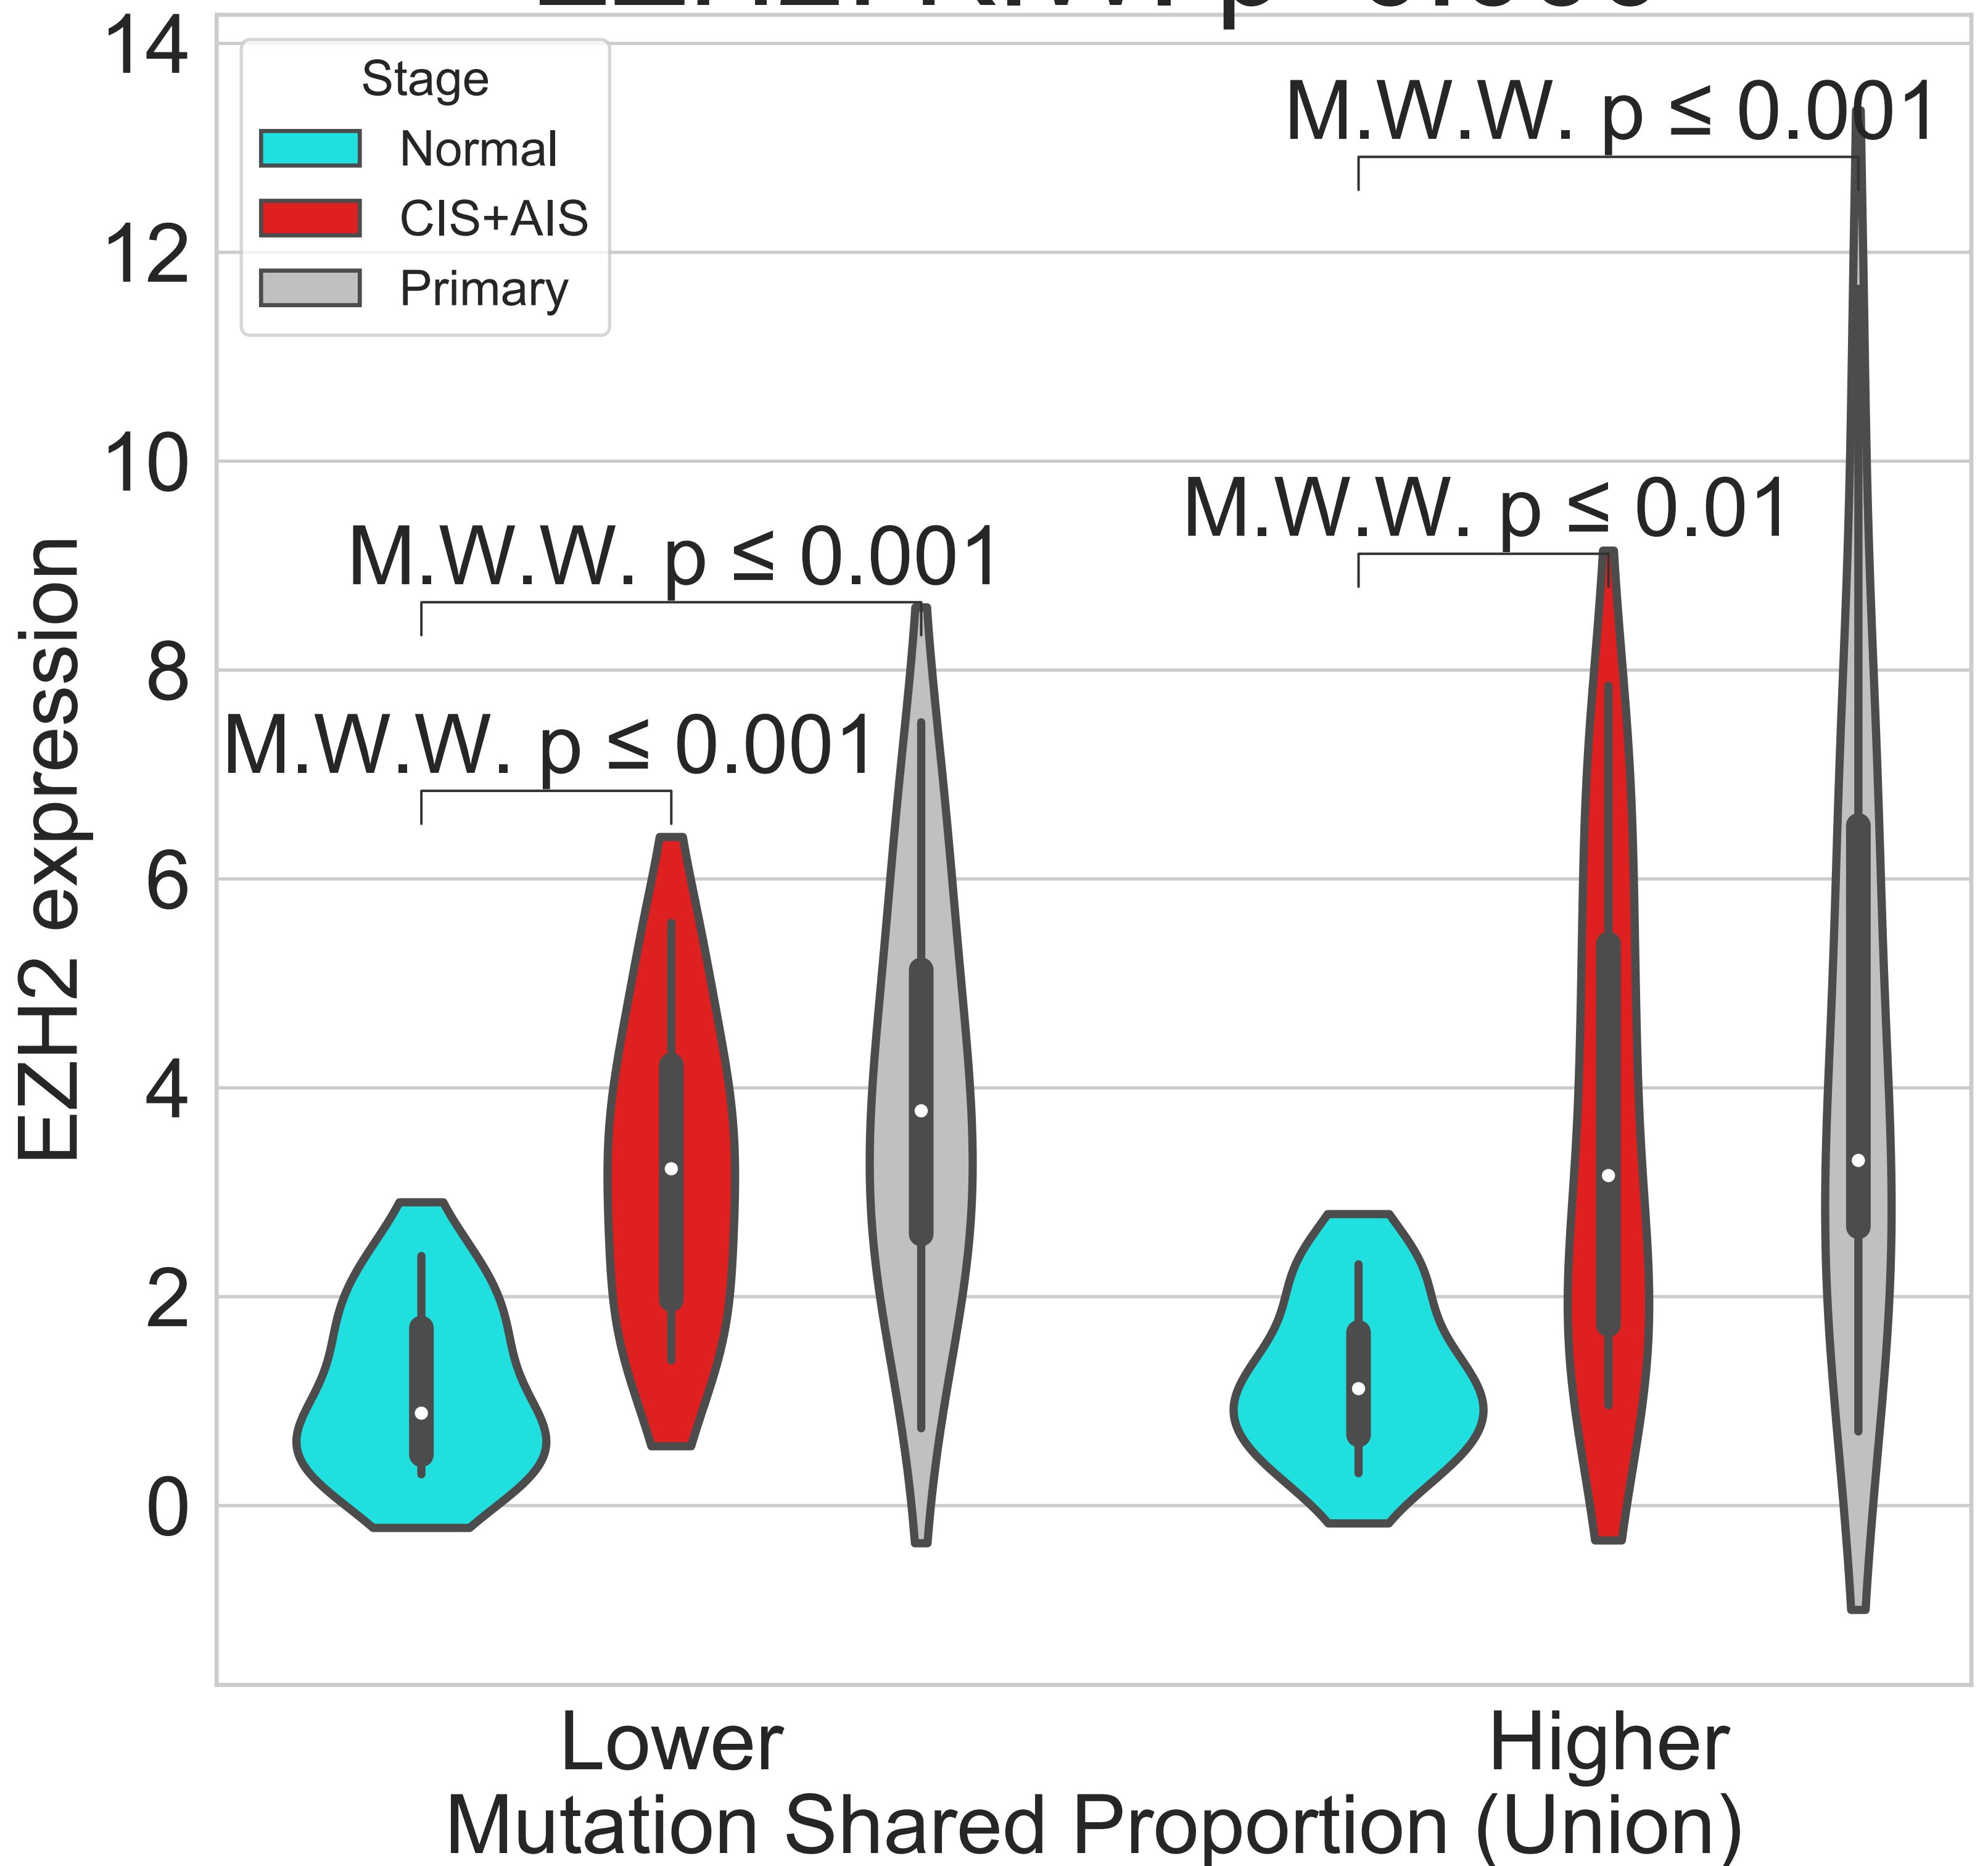 14
12
10
8
6
4
2
0
EZH2 expression
Stage
Normal
CIS+AIS
Primary
M.W.W. p ≤ 0.001
M.W.W. p ≤ 0.01
M.W.W. p ≤ 0.001
M.W.W. p ≤ 0.001
Lower
Higher
Mutation Shared Proportion (Union)